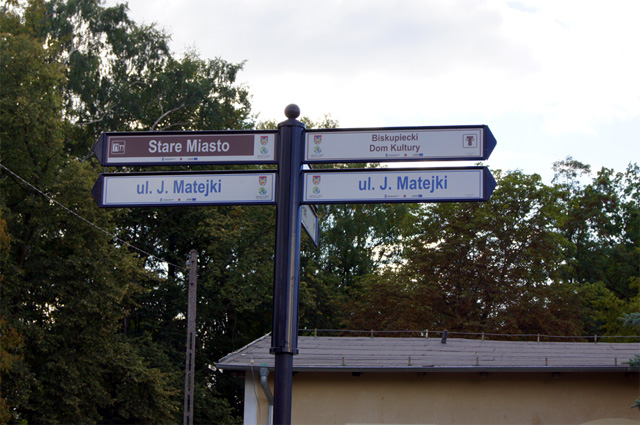 Stare Miasto
Biskupiecki
Dom Kultury
ul. J. Matejki
ul. J. Matejki